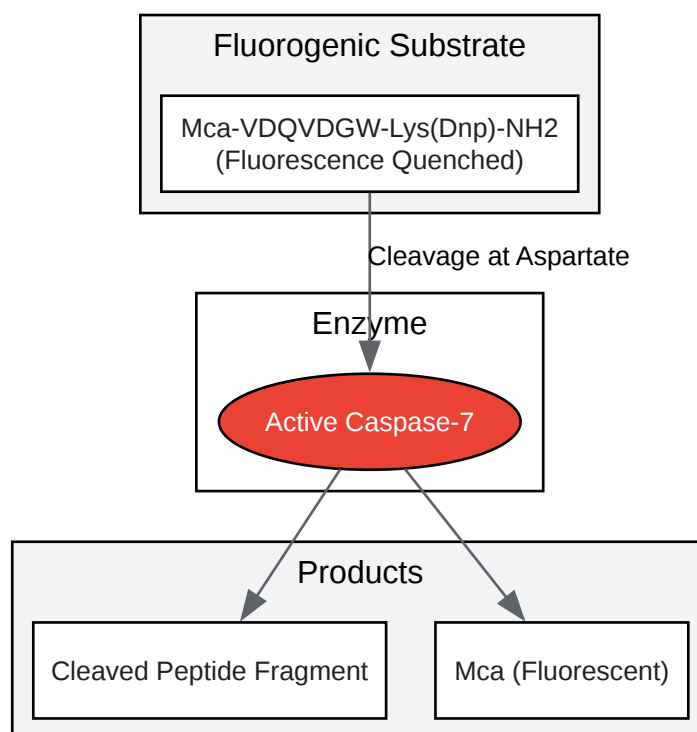 Fluorogenic Substrate
Mca-VDQVDGW-Lys(Dnp)-NH2
(Fluorescence Quenched)
Cleavage at Aspartate
Enzyme
Active Caspase-7
Products
Cleaved Peptide Fragment
Mca (Fluorescent)